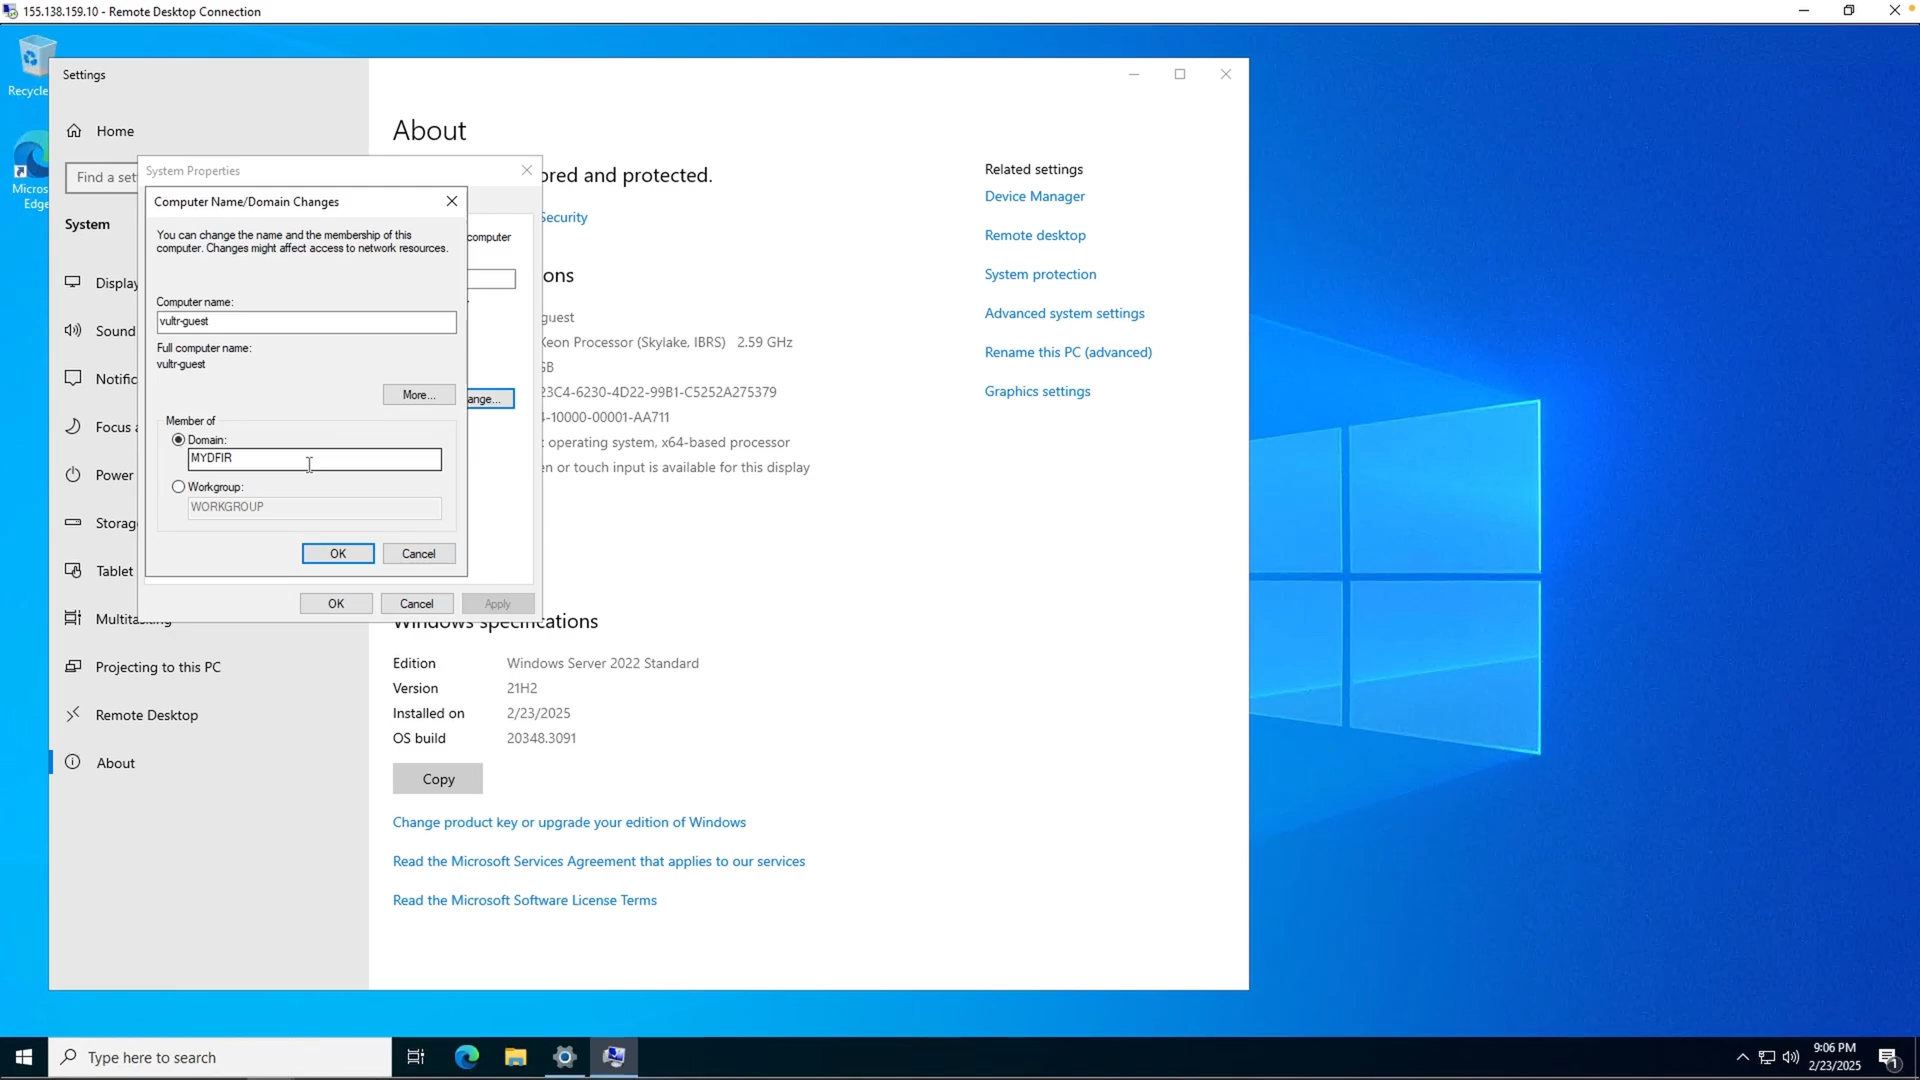 155.138.159.10 - Remote Desktop Connection
Recycle
Micros
Edge
Settings
Home
Find a set
System
Display
Sound
Notific
Focus a
Power
Storag
Tablet
Multitasking
Projecting to this PC
Remote Desktop
About
System Properties
computer
ange...
OK
Cancel
Apply
Computer Name/Domain Changes
You can change the name and the membership of this
computer. Changes might affect access to network resources.
Computer name:
vultr-guest
Full computer name:
vultr-guest
More...
Member of
Domain:
MYDFIR
Workgroup:
WORKGROUP
OK
Cancel
About
ored and protected.
Security
ons
guest
Xeon Processor (Skylake, IBRS) 2.59 GHz
GB
23C4-6230-4D22-99B1-C5252A275379
-10000-00001-AA711
t operating system, x64-based processor
en or touch input is available for this display
Windows specifications
Edition Windows Server 2022 Standard
Version 21H2
Installed on 2/23/2025
OS build 20348.3091
Copy
Change product key or upgrade your edition of Windows
Read the Microsoft Services Agreement that applies to our services
Read the Microsoft Software License Terms
Related settings
Device Manager
Remote desktop
System protection
Advanced system settings
Rename this PC (advanced)
Graphics settings
Type here to search
9:06 PM
2/23/2025
1